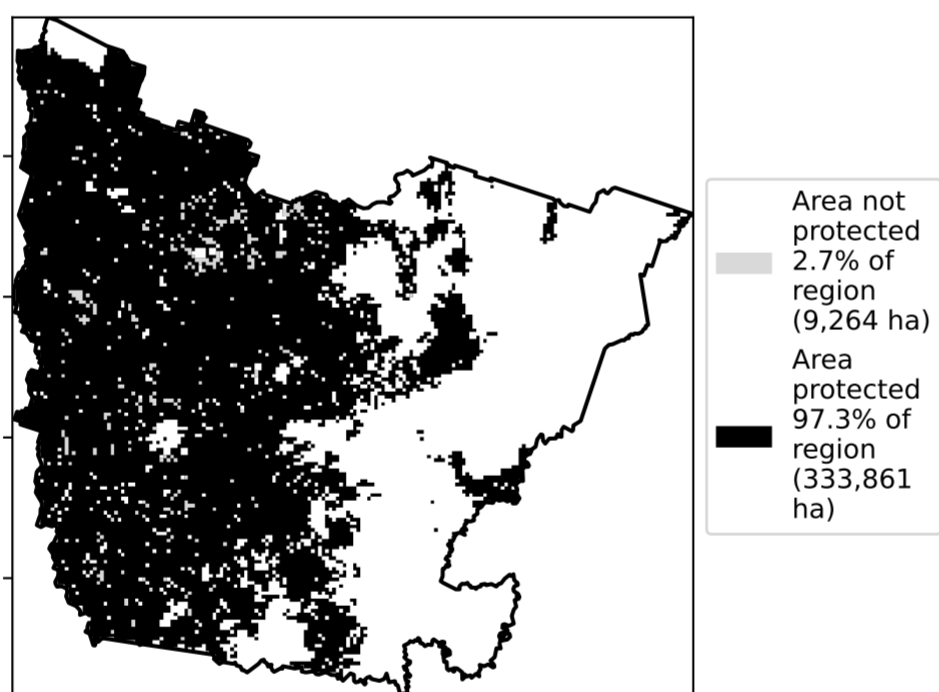 Area not
protected
2.7% of
region
(9,264 ha)
Area
protected
97.3% of
region
(333,861
ha)